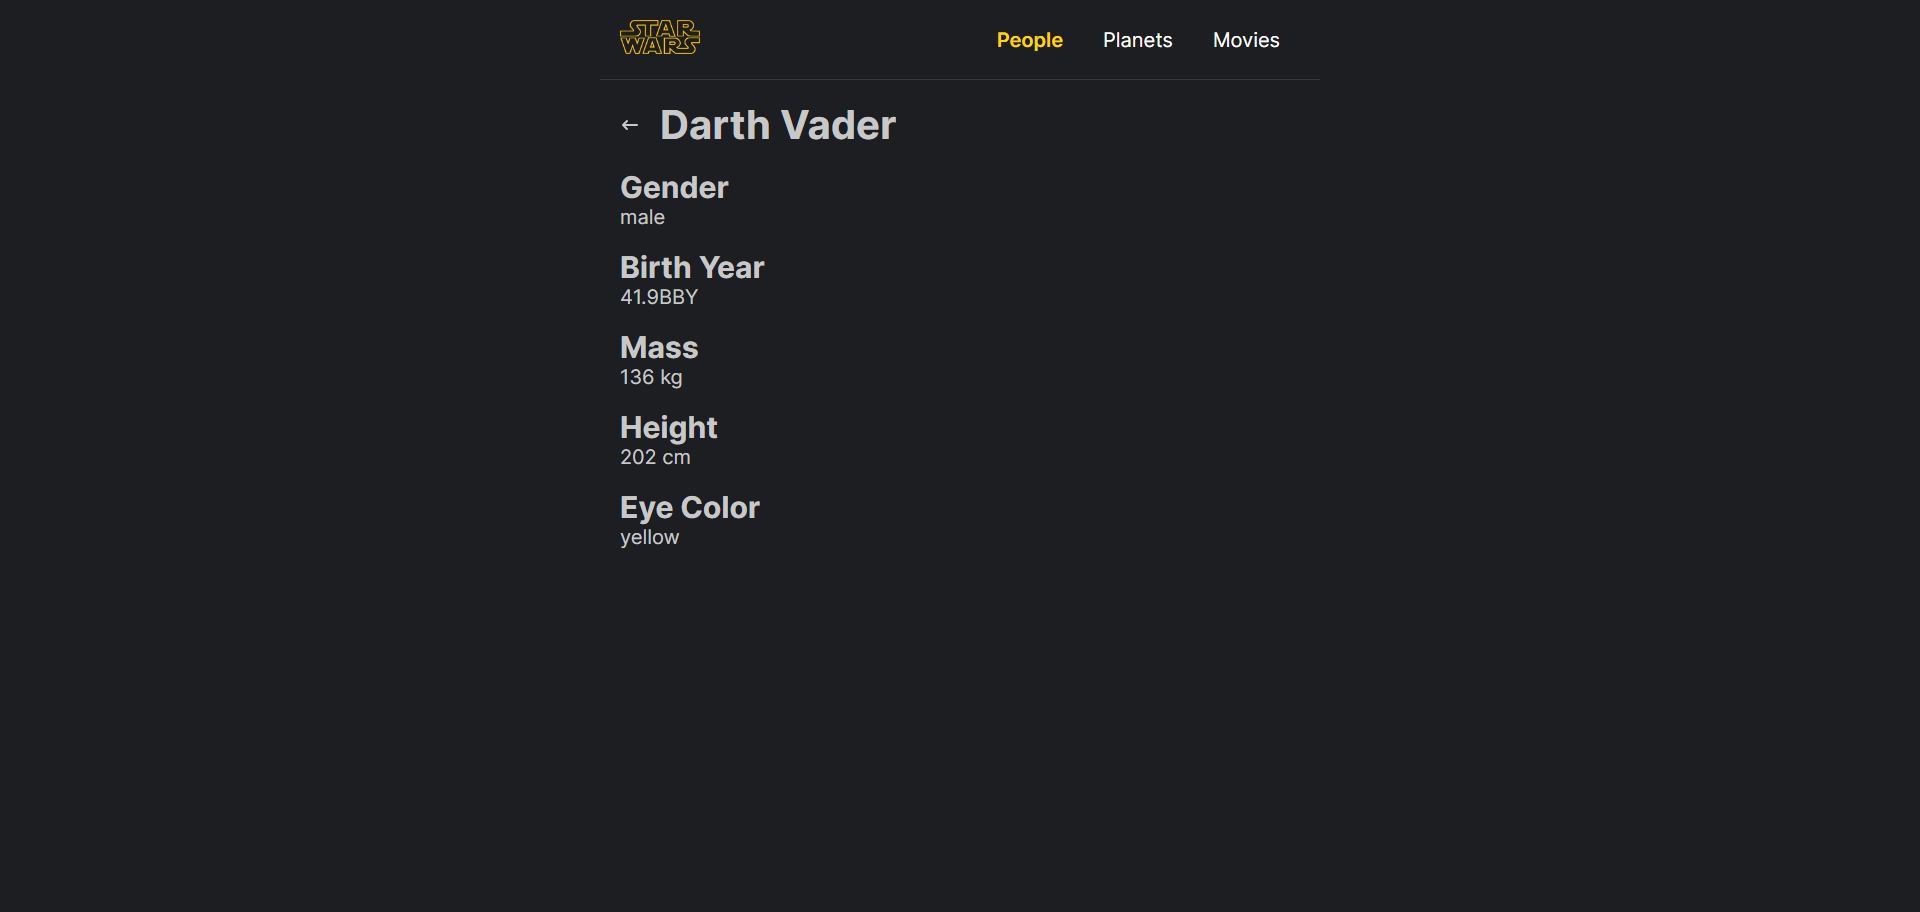 STAR
WARS
People Planets Movies
← Darth Vader
Gender
male
Birth Year
41.9BBY
Mass
136 kg
Height
202 cm
Eye Color
yellow